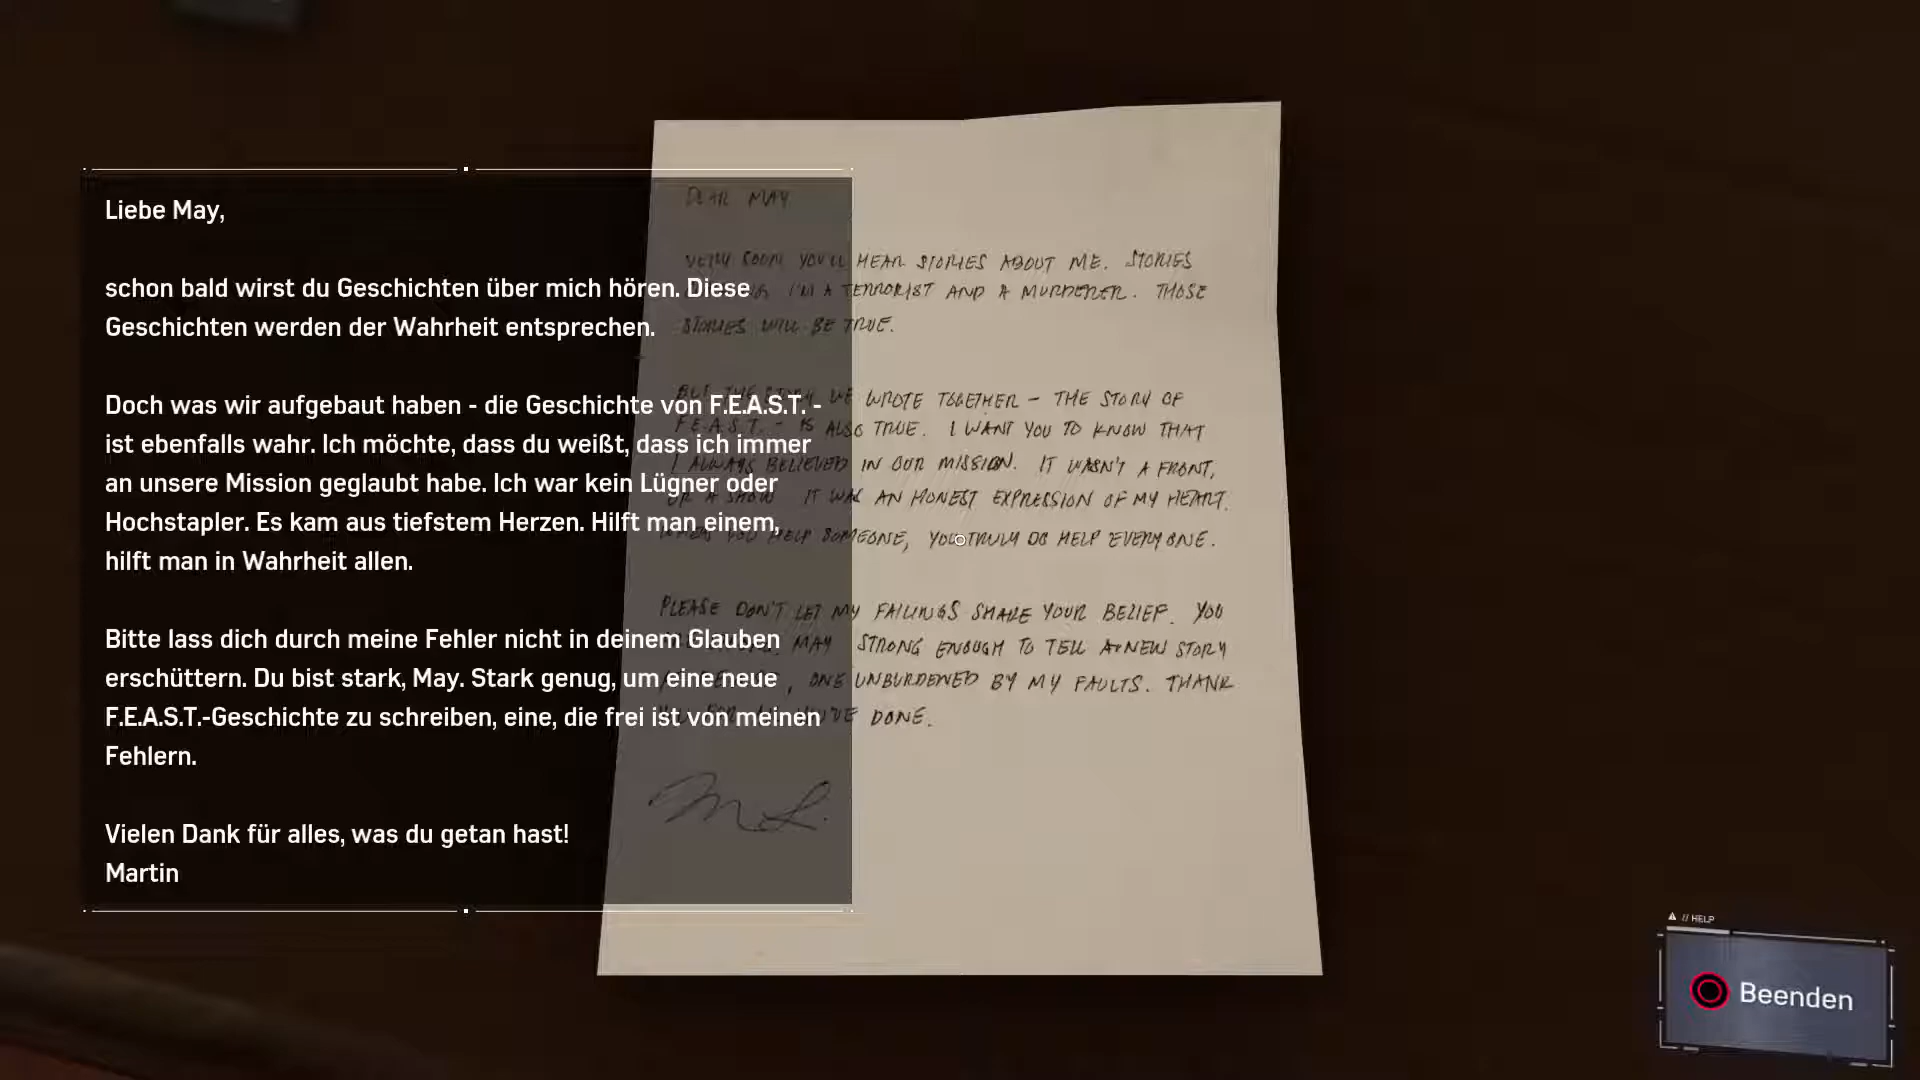 Liebe May,
schon bald wirst du Geschichten über mich hören. Diese
Geschichten werden der Wahrheit entsprechen.
Doch was wir aufgebaut haben - die Geschichte von F.E.A.S.T. -
ist ebenfalls wahr. Ich möchte, dass du weißt, dass ich immer
an unsere Mission geglaubt habe. Ich war kein Lügner oder
Hochstapler. Es kam aus tiefstem Herzen. Hilft man einem,
hilft man in Wahrheit allen.
Bitte lass dich durch meine Fehler nicht in deinem Glauben
erschüttern. Du bist stark, May. Stark genug, um eine neue
F.E.A.S.T.-Geschichte zu schreiben, eine, die frei ist von meinen
Fehlern.
Vielen Dank für alles, was du getan hast!
Martin
DEAR MAY
VERY SOON YOU'LL HEAR STORIES ABOUT ME. STORIES
I'M A TERRORIST AND A MURDERER. THOSE
STORIES WILL BE TRUE.
WE WROTE TOGETHER - THE STORY OF
F.E.A.S.T. - IS ALSO TRUE. I WANT YOU TO KNOW THAT
I ALWAYS BELIEVED IN OUR MISSION. IT WASN'T A FRONT,
OR A SHOW IT WAS AN HONEST EXPRESSION OF MY HEART.
WHEN YOU HELP SOMEONE, YOU TRULY DO HELP EVERYONE.
PLEASE DON'T LET MY FAILINGS SHAKE YOUR BELIEF. YOU
MAY STRONG ENOUGH TO TELL A NEW STORY
, ONE UNBURDENED BY MY FAULTS. THANK
DONE.
// HELP
Beenden